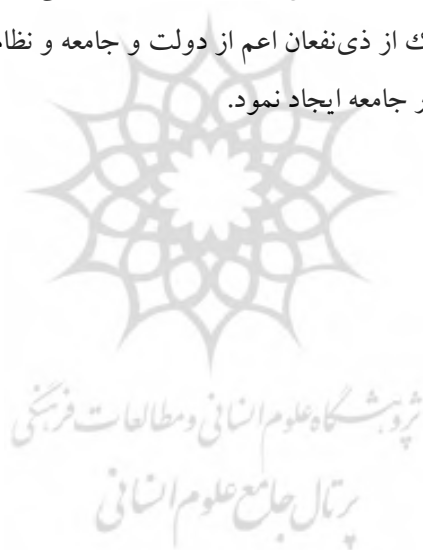 ك از ذی‌نفعان اعم از دولت و جامعه و نظا
ر جامعه ایجاد نمود.
پژوهشگاه علوم انسانی و مطالعات فرهنگی
پرتال جامع علوم انسانی